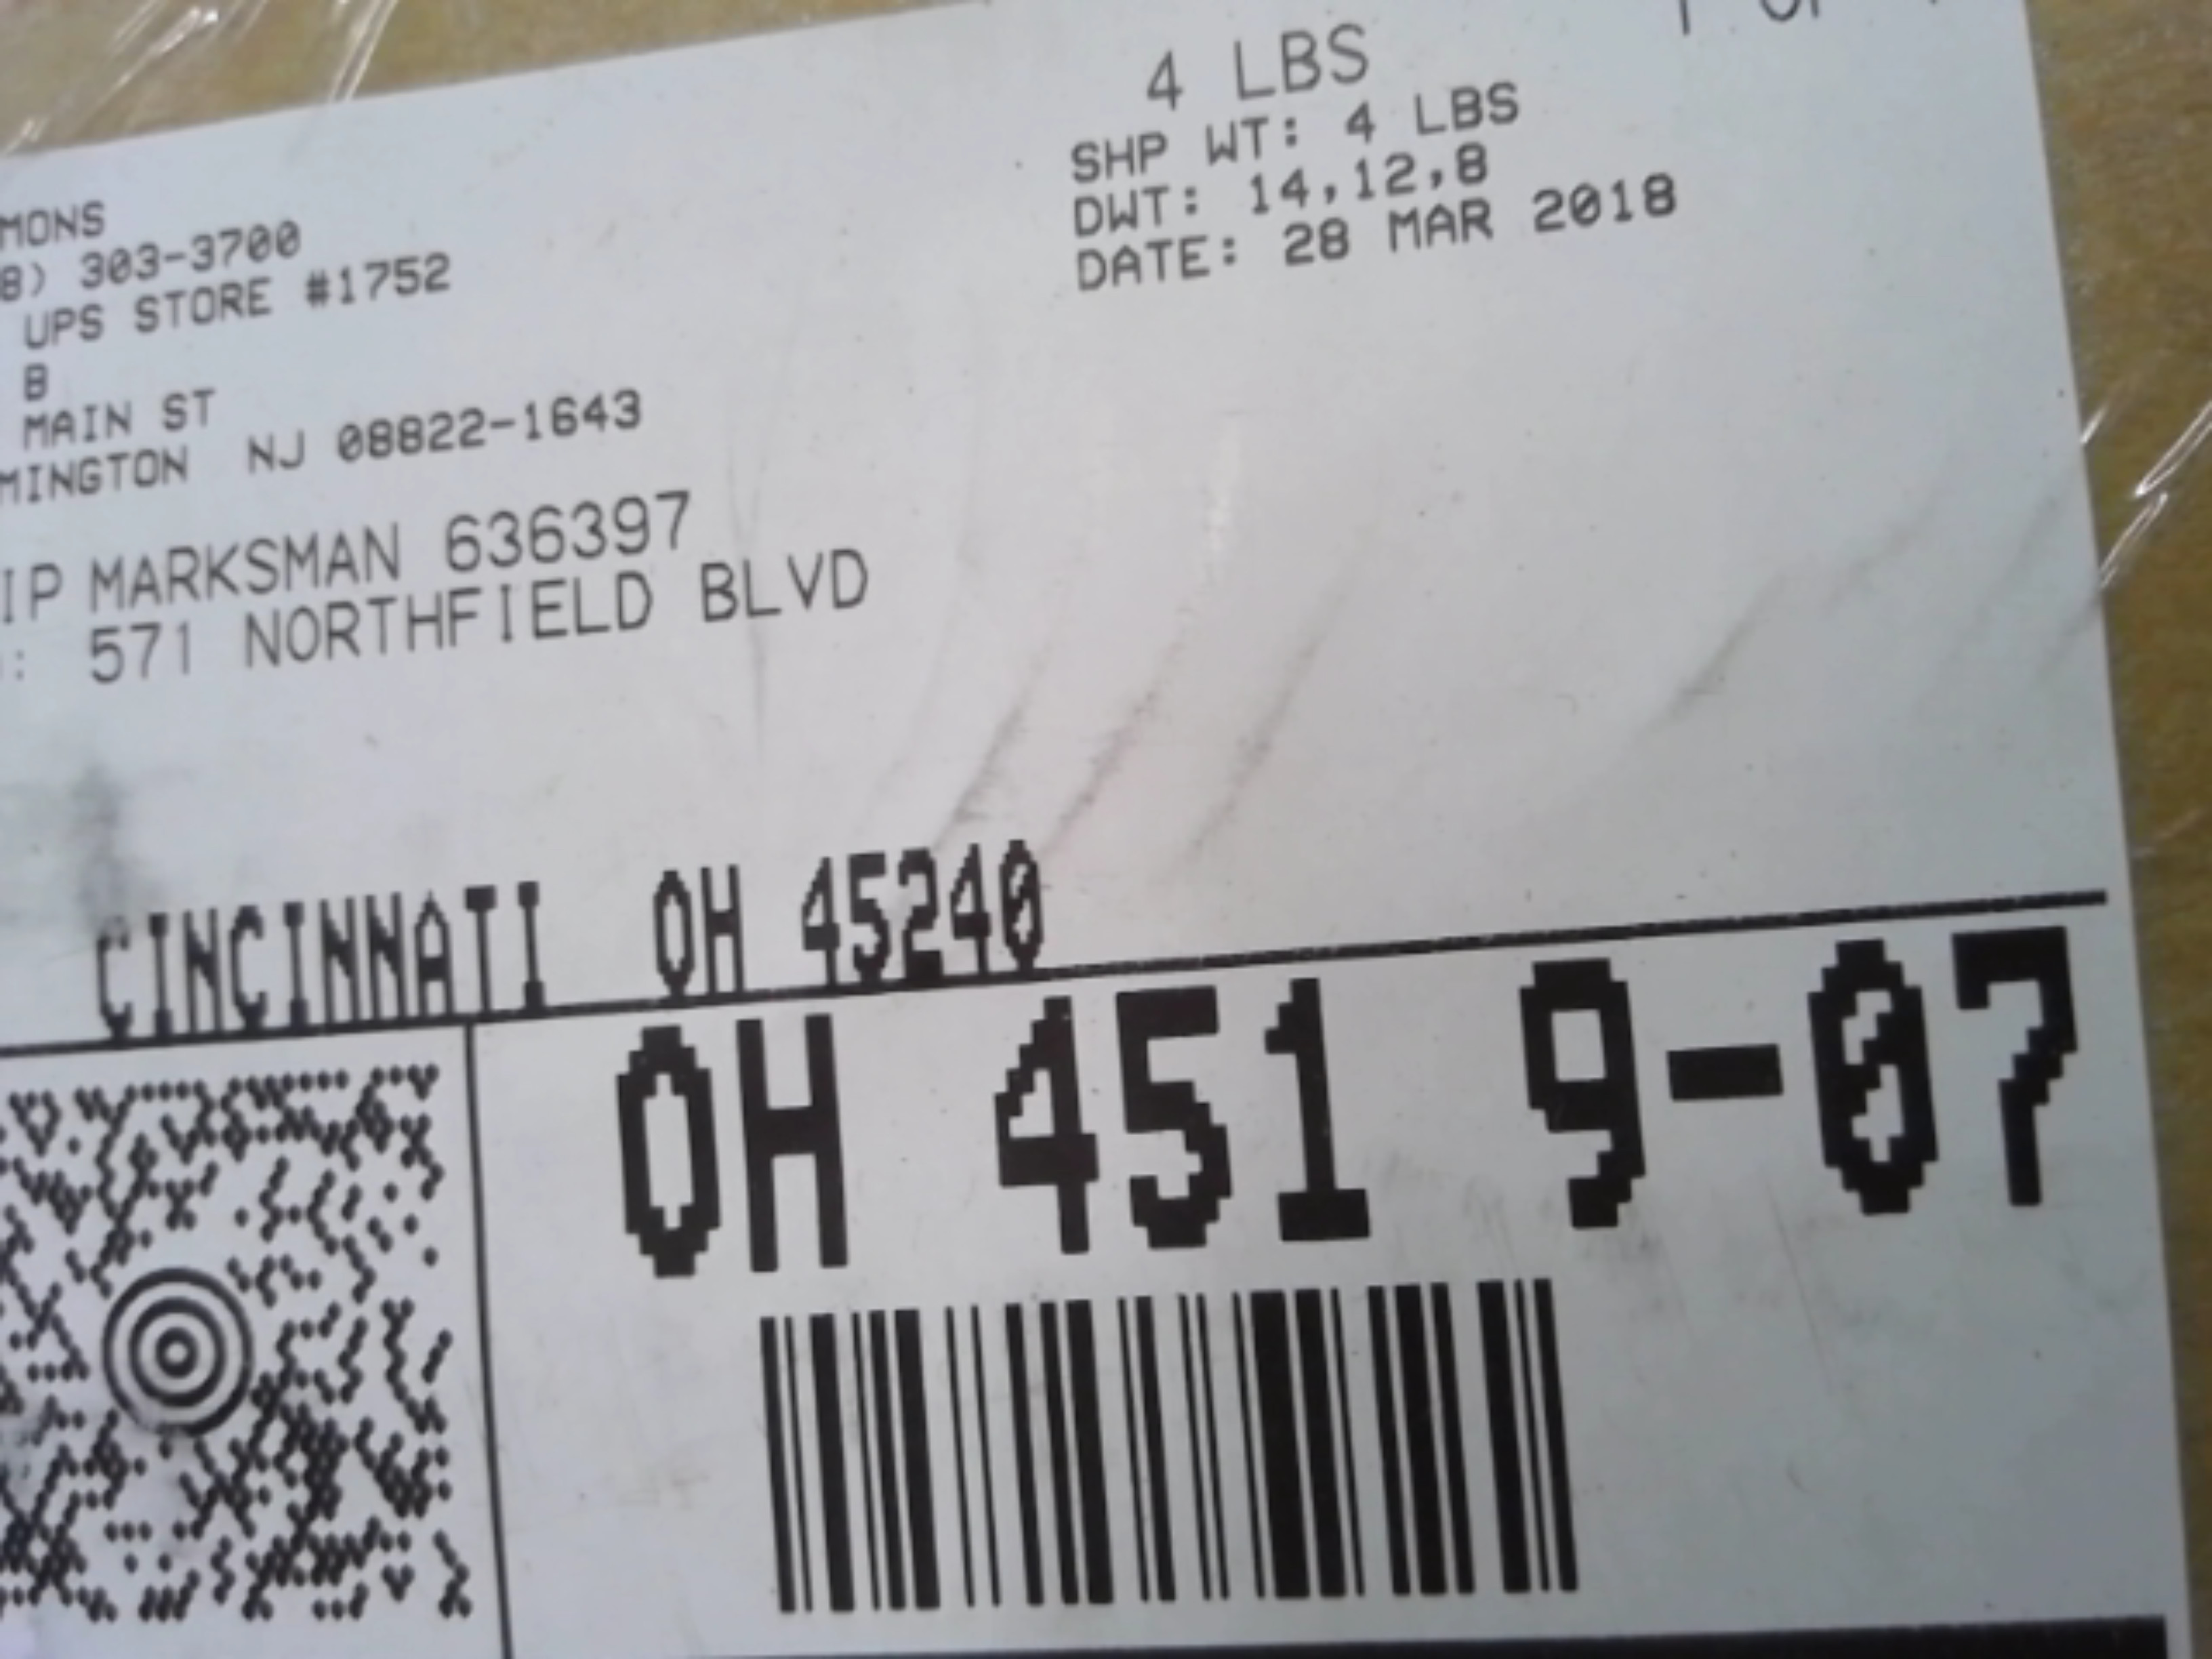 4 LBS
SHP WT: 4 LBS
DWT: 14,12,8
DATE: 28 MAR 2018
MONS
8) 303-3700
UPS STORE #1752
B
MAIN ST
MINGTON NJ 08822-1643
IP MARKSMAN 636397
: 571 NORTHFIELD BLVD
CINCINNATI OH 45240
OH 451 9-07